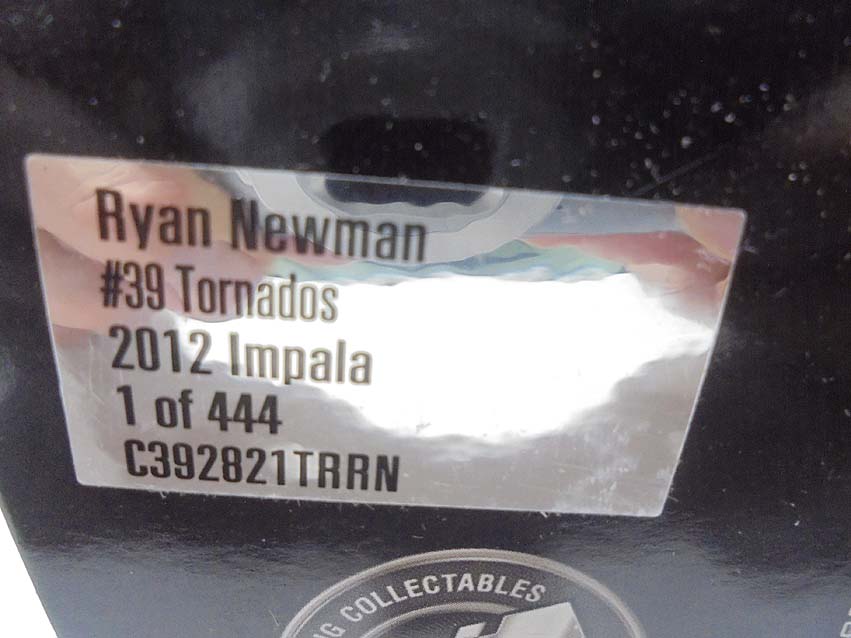 Ryan Newman
#39 Tornados
2012 Impala
1 of 444
C392821TRRN
COLLECTABLES